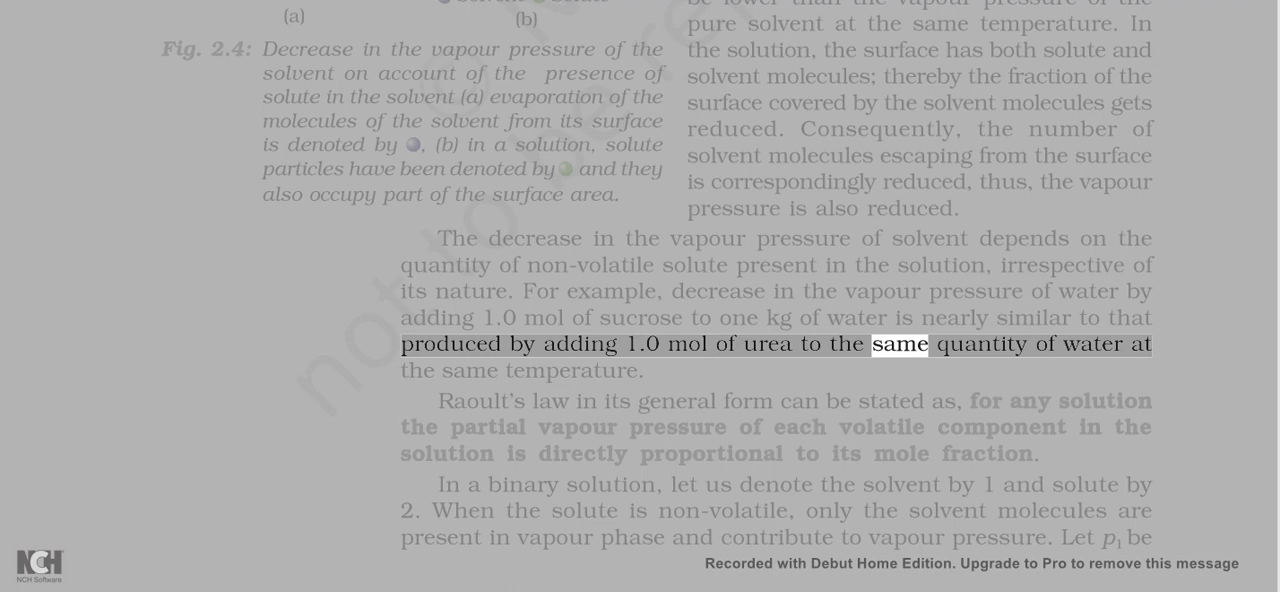 (a)
(b)
Fig. 2.4: Decrease in the vapour pressure of the
solvent on account of the presence of
solute in the solvent (a) evaporation of the
molecules of the solvent from its surface
is denoted by , (b) in a solution, solute
particles have been denoted by and they
also occupy part of the surface area.
pure solvent at the same temperature. In
the solution, the surface has both solute and
solvent molecules; thereby the fraction of the
surface covered by the solvent molecules gets
reduced. Consequently, the number of
solvent molecules escaping from the surface
is correspondingly reduced, thus, the vapour
pressure is also reduced.
The decrease in the vapour pressure of solvent depends on the
quantity of non-volatile solute present in the solution, irrespective of
its nature. For example, decrease in the vapour pressure of water by
adding 1.0 mol of sucrose to one kg of water is nearly similar to that
produced by adding 1.0 mol of urea to the same quantity of water at
the same temperature.
Raoult's law in its general form can be stated as, for any solution
the partial vapour pressure of each volatile component in the
solution is directly proportional to its mole fraction.
In a binary solution, let us denote the solvent by 1 and solute by
2. When the solute is non-volatile, only the solvent molecules are
present in vapour phase and contribute to vapour pressure. Let p₁ be
NCH
NCH Software
Recorded with Debut Home Edition. Upgrade to Pro to remove this message
not to be re